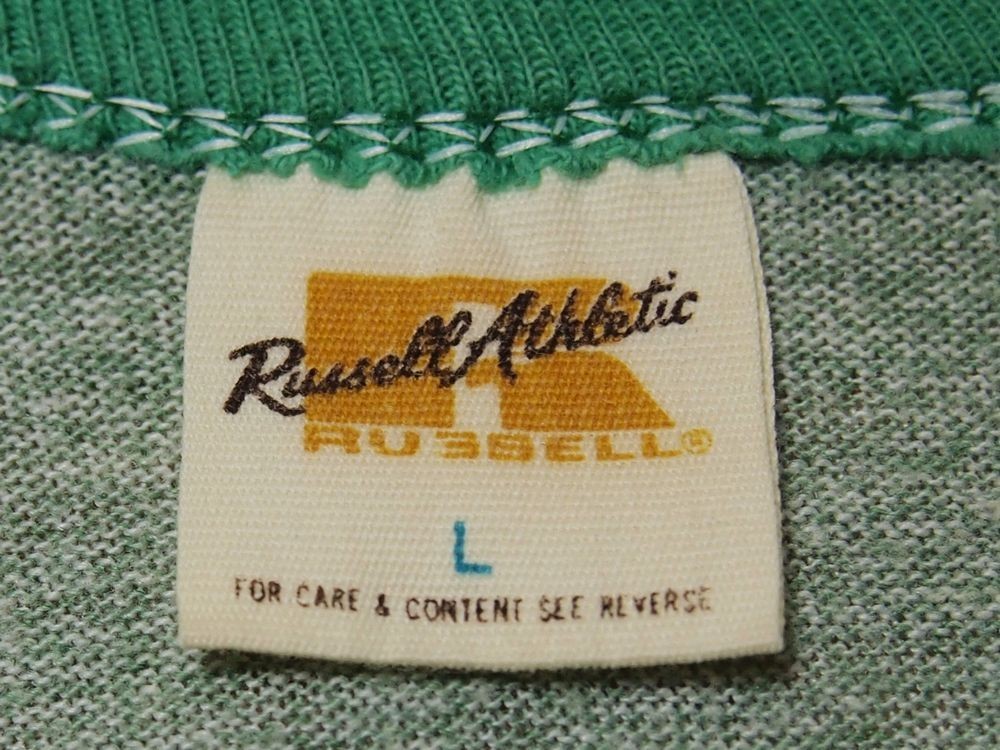 Russell Athletic
RUSSELL®
L
FOR CARE & CONTENT SEE REVERSE